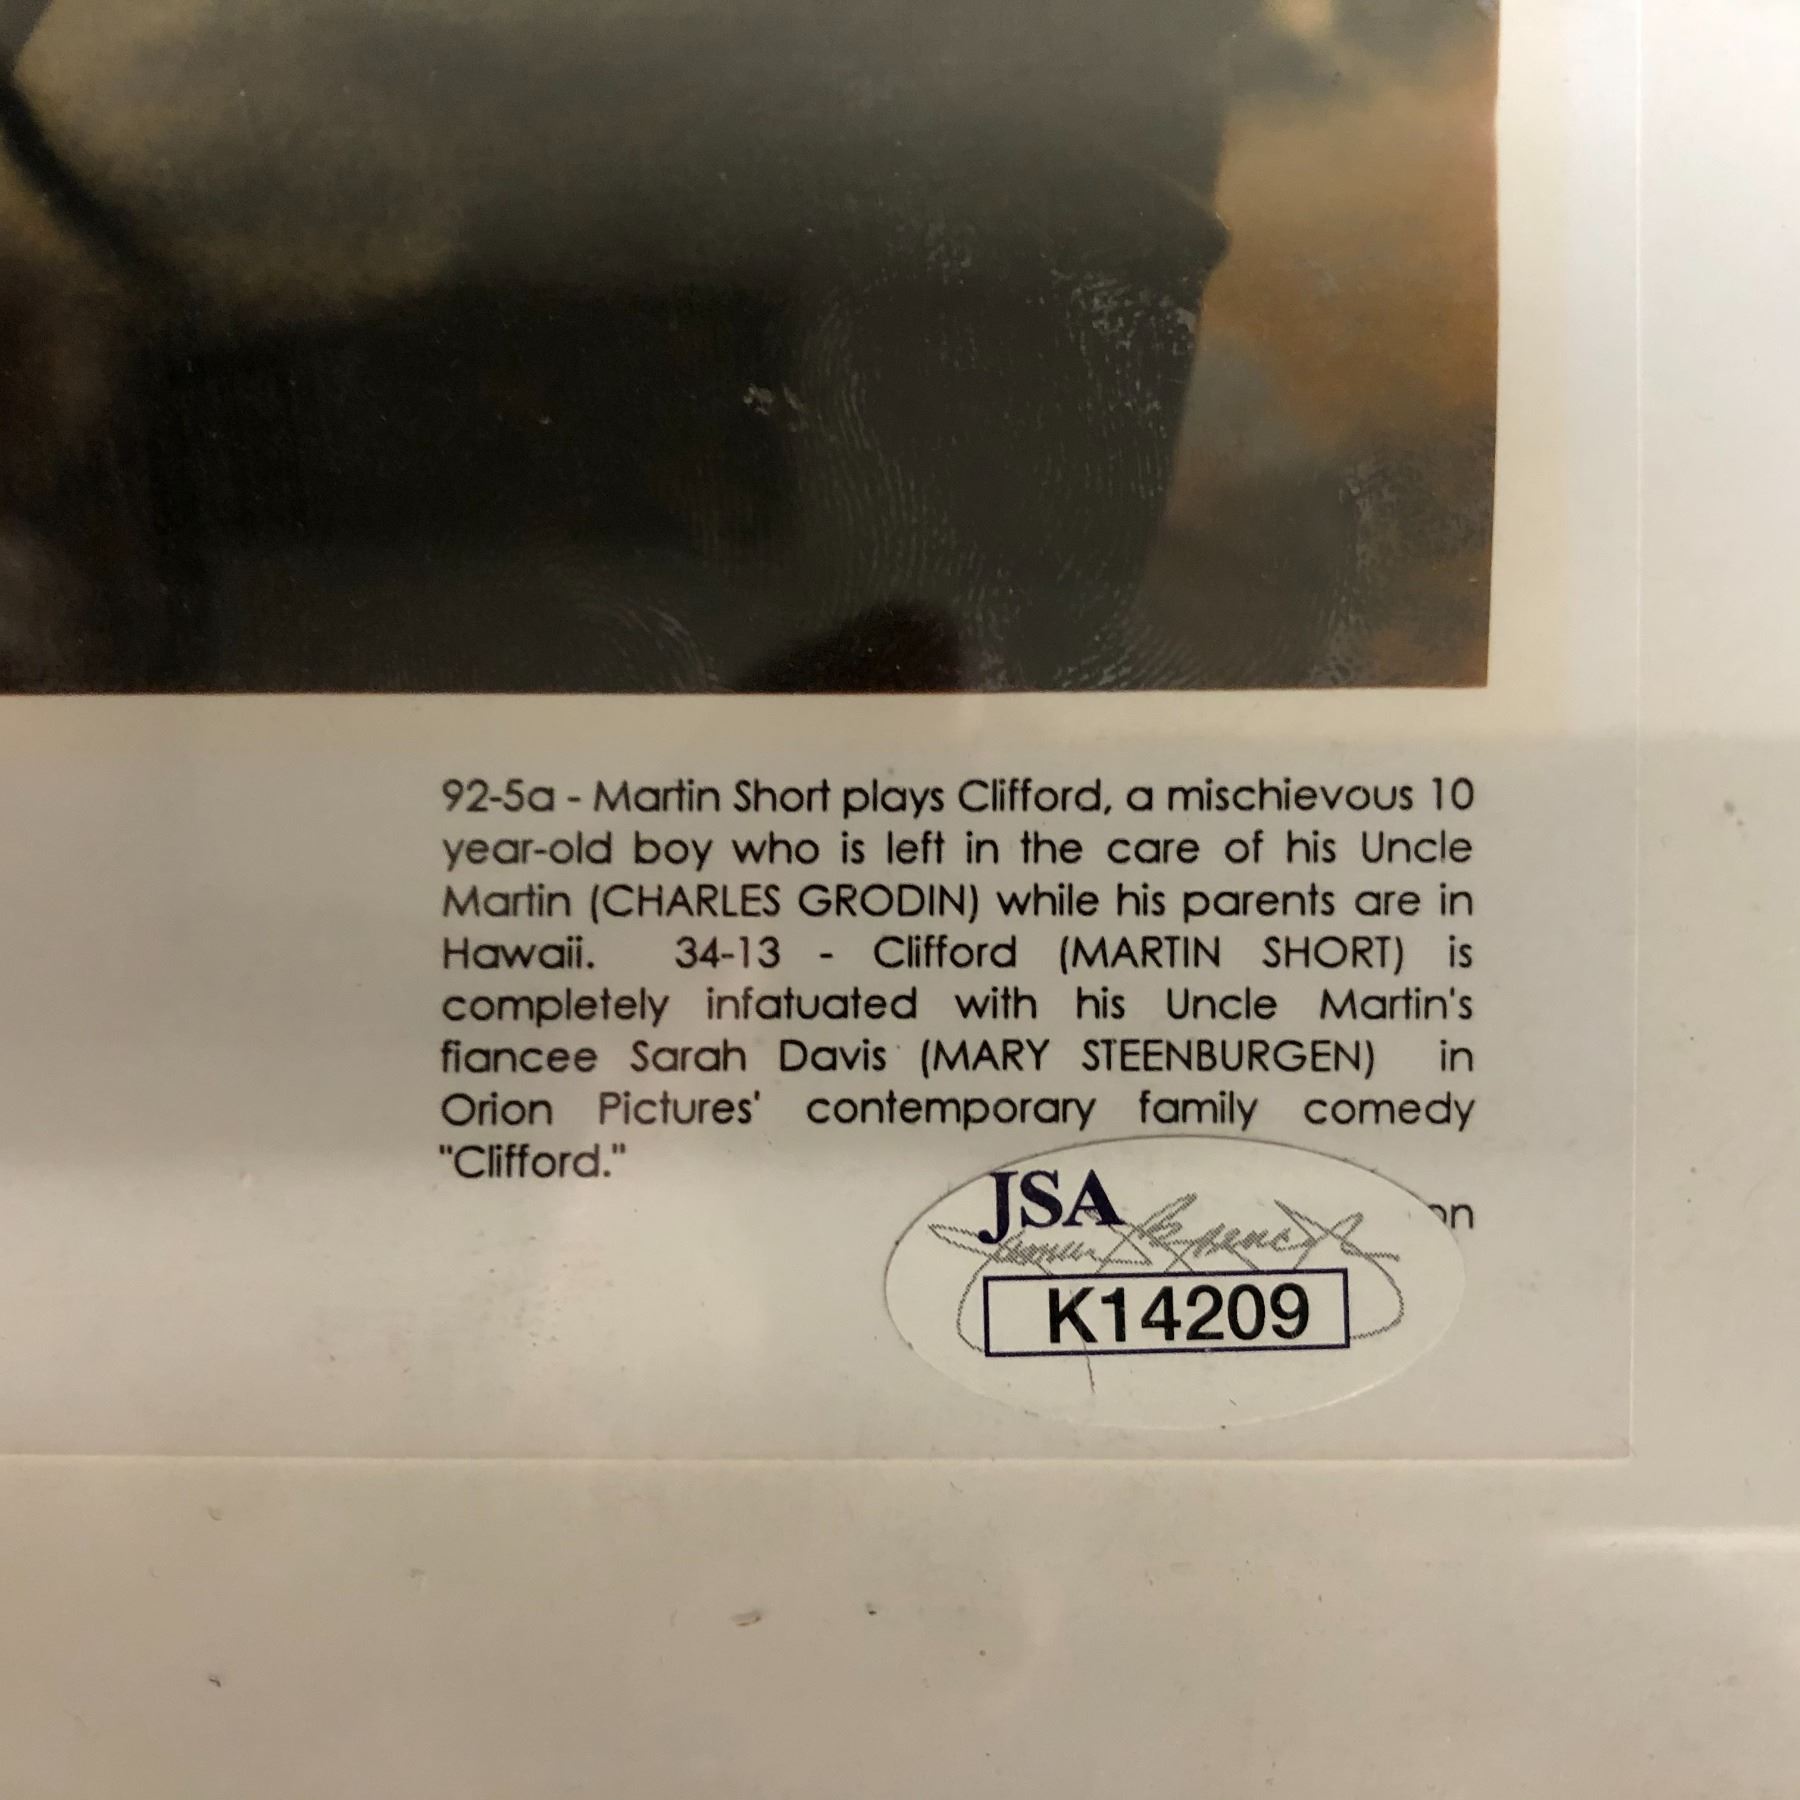 92-5a - Martin Short plays Clifford, a mischievous 10
year-old boy who is left in the care of his Uncle
Martin (CHARLES GRODIN) while his parents are in
Hawaii. 34-13 - Clifford (MARTIN SHORT) is
completely infatuated with his Uncle Martin's
fiancee Sarah Davis (MARY STEENBURGEN) in
Orion Pictures' contemporary family comedy
"Clifford."
JSA
K14209